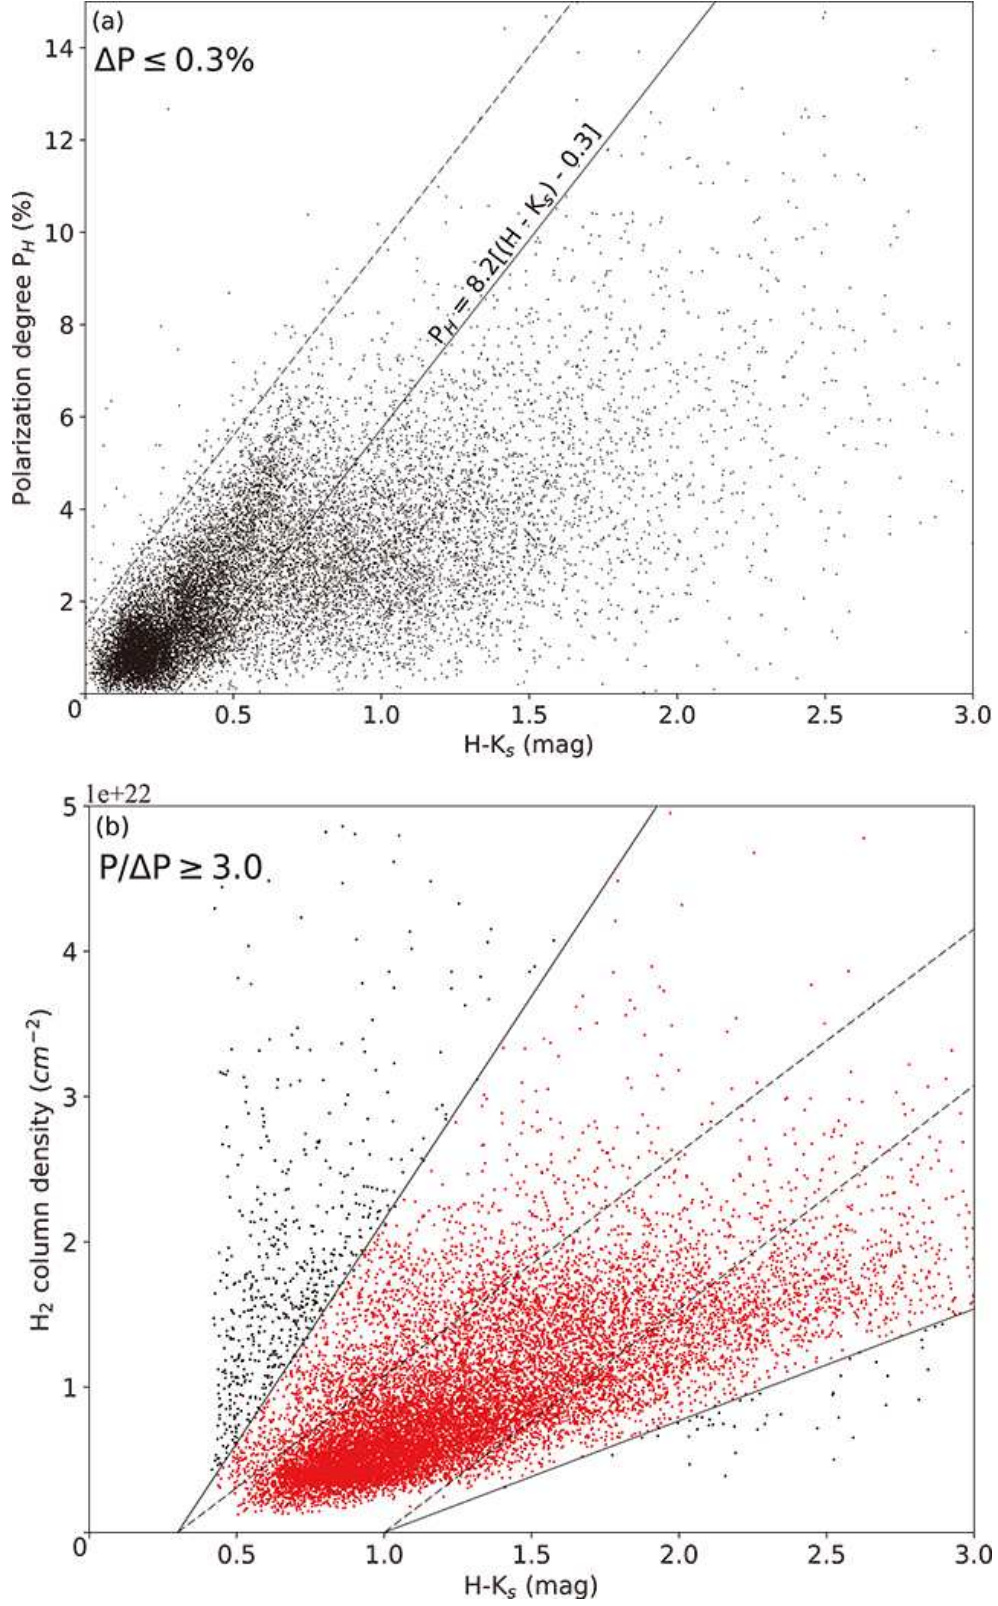 (a)
ΔP ≤ 0.3%
14
12
10
8
6
4
2
0
Polarization degree P_H (%)
P_H = 8.2[(H - K_s) - 0.3]
0.5 1.0 1.5 2.0 2.5 3.0
H-K_s (mag)
1e+22
(b)
P/ΔP ≥ 3.0
5
4
3
2
1
0
H₂ column density (cm⁻²)
0.5 1.0 1.5 2.0 2.5 3.0
H-K_s (mag)